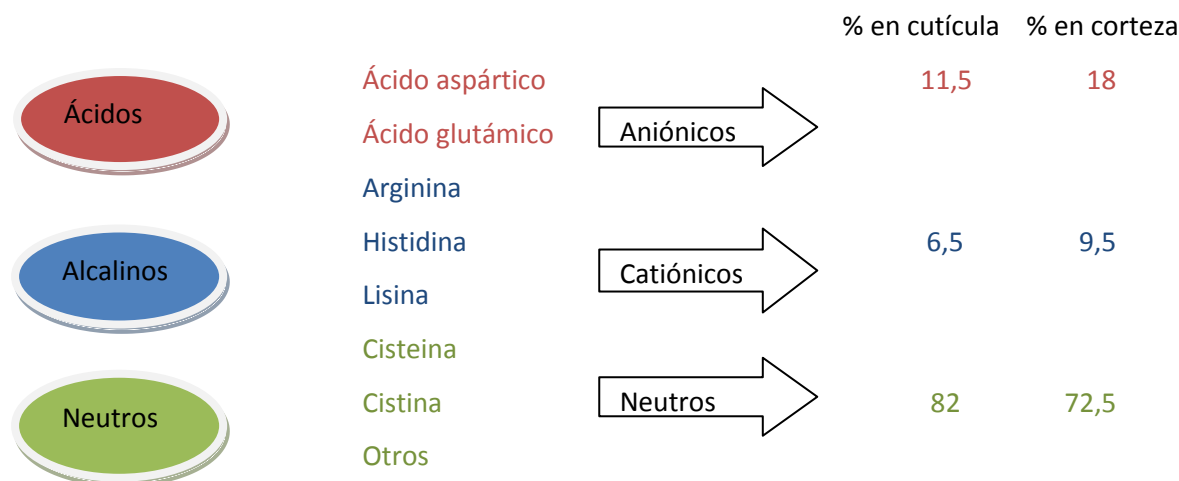 % en cutícula % en corteza
Ácido aspártico 11,5 18
Ácidos
Ácido glutámico Aniónicos
Arginina
Histidina 6,5 9,5
Alcalinos Catiónicos
Lisina
Cisteina
Cistina Neutros 82 72,5
Neutros
Otros